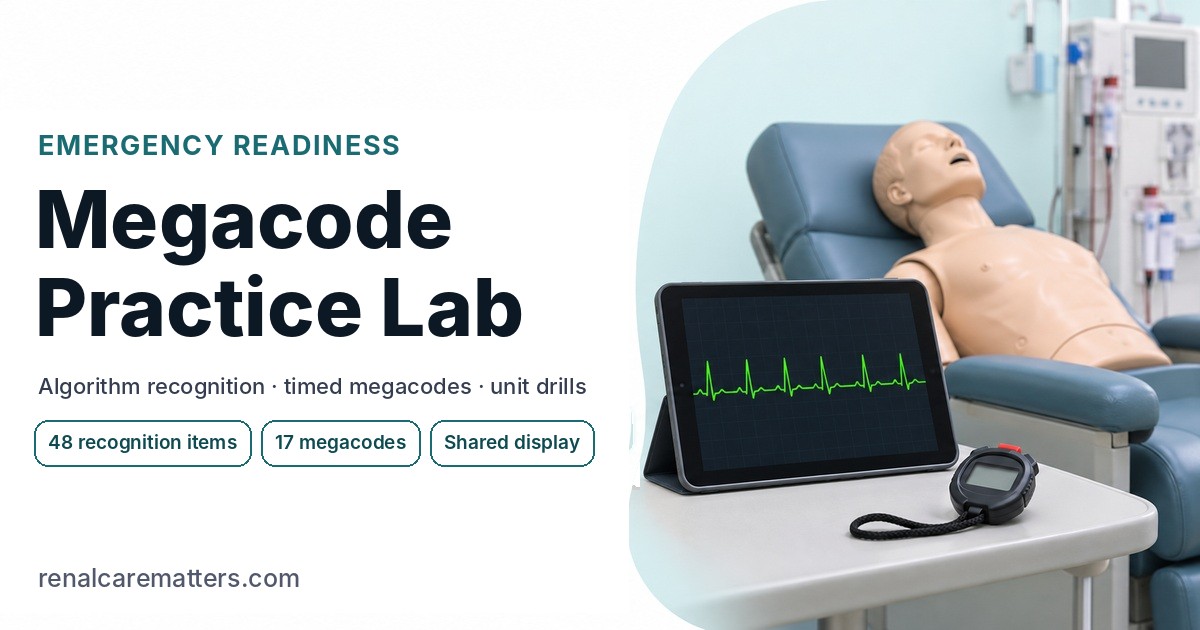 EMERGENCY READINESS
Megacode
Practice Lab
Algorithm recognition · timed megacodes · unit drills
48 recognition items
17 megacodes
Shared display
renalcarematters.com